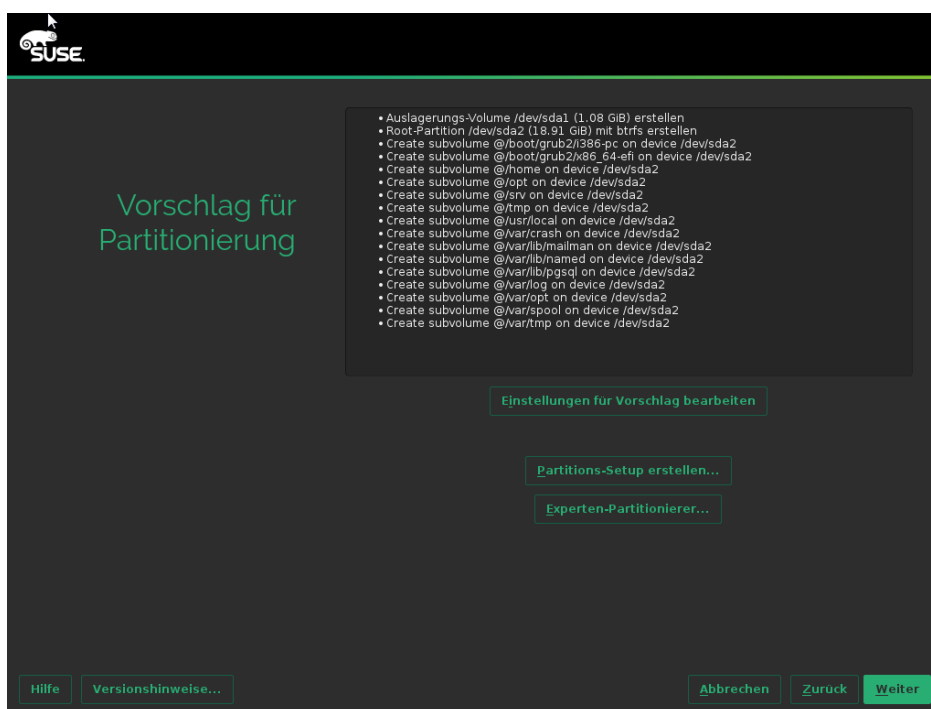 SUSE.
Vorschlag für
Partitionierung
• Auslagerungs-Volume /dev/sda1 (1.08 GiB) erstellen
• Root-Partition /dev/sda2 (18.91 GiB) mit btrfs erstellen
• Create subvolume @/boot/grub2/i386-pc on device /dev/sda2
• Create subvolume @/boot/grub2/x86_64-efi on device /dev/sda2
• Create subvolume @/home on device /dev/sda2
• Create subvolume @/opt on device /dev/sda2
• Create subvolume @/srv on device /dev/sda2
• Create subvolume @/tmp on device /dev/sda2
• Create subvolume @/usr/local on device /dev/sda2
• Create subvolume @/var/crash on device /dev/sda2
• Create subvolume @/var/lib/mailman on device /dev/sda2
• Create subvolume @/var/lib/named on device /dev/sda2
• Create subvolume @/var/lib/pgsql on device /dev/sda2
• Create subvolume @/var/log on device /dev/sda2
• Create subvolume @/var/opt on device /dev/sda2
• Create subvolume @/var/spool on device /dev/sda2
• Create subvolume @/var/tmp on device /dev/sda2
Einstellungen für Vorschlag bearbeiten
Partitions-Setup erstellen...
Experten-Partitionierer...
Hilfe
Versionshinweise...
Abbrechen
Zurück
Weiter